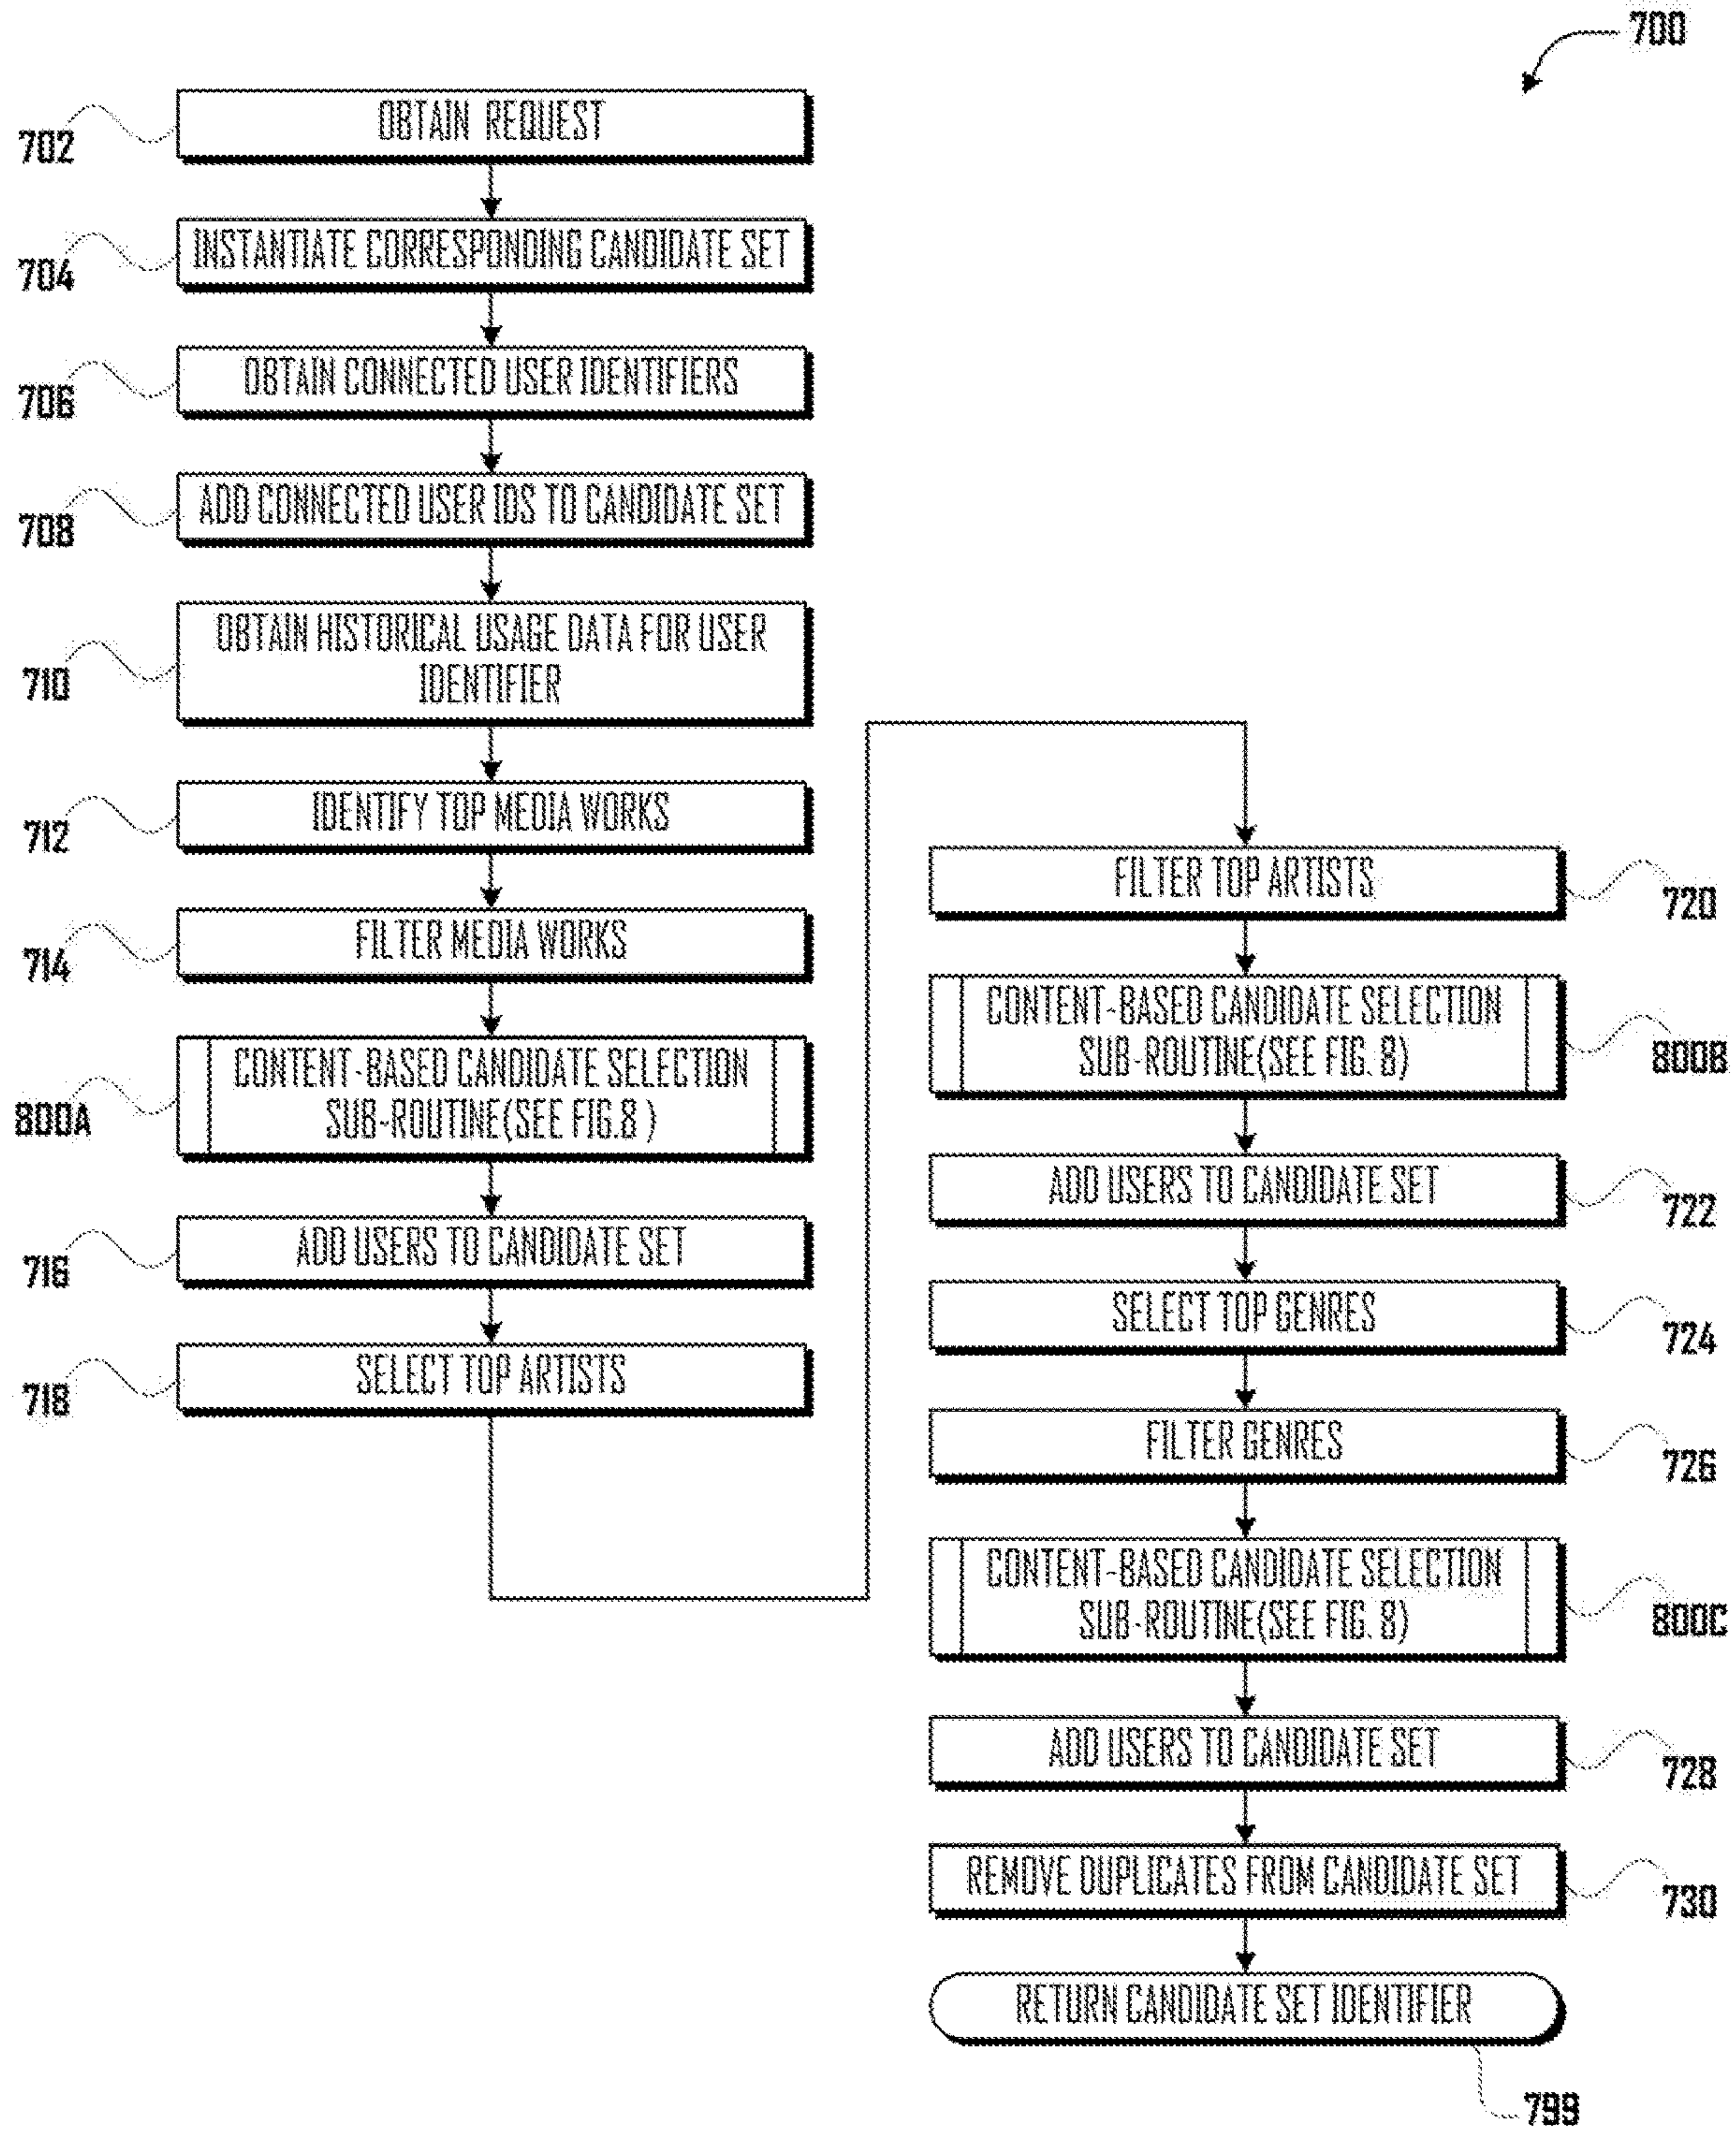 700
702
OBTAIN REQUEST
704
INSTANTIATE CORRESPONDING CANDIDATE SET
706
OBTAIN CONNECTED USER IDENTIFIERS
708
ADD CONNECTED USER IDS TO CANDIDATE SET
710
OBTAIN HISTORICAL USAGE DATA FOR USER
IDENTIFIER
712
IDENTIFY TOP MEDIA WORKS
714
FILTER MEDIA WORKS
800A
CONTENT-BASED CANDIDATE SELECTION
SUB-ROUTINE(SEE FIG.8 )
716
ADD USERS TO CANDIDATE SET
718
SELECT TOP ARTISTS
FILTER TOP ARTISTS
720
CONTENT-BASED CANDIDATE SELECTION
SUB-ROUTINE(SEE FIG. 8)
800B
ADD USERS TO CANDIDATE SET
722
SELECT TOP GENRES
724
FILTER GENRES
726
CONTENT-BASED CANDIDATE SELECTION
SUB-ROUTINE(SEE FIG. 8)
800C
ADD USERS TO CANDIDATE SET
728
REMOVE DUPLICATES FROM CANDIDATE SET
730
RETURN CANDIDATE SET IDENTIFIER
799